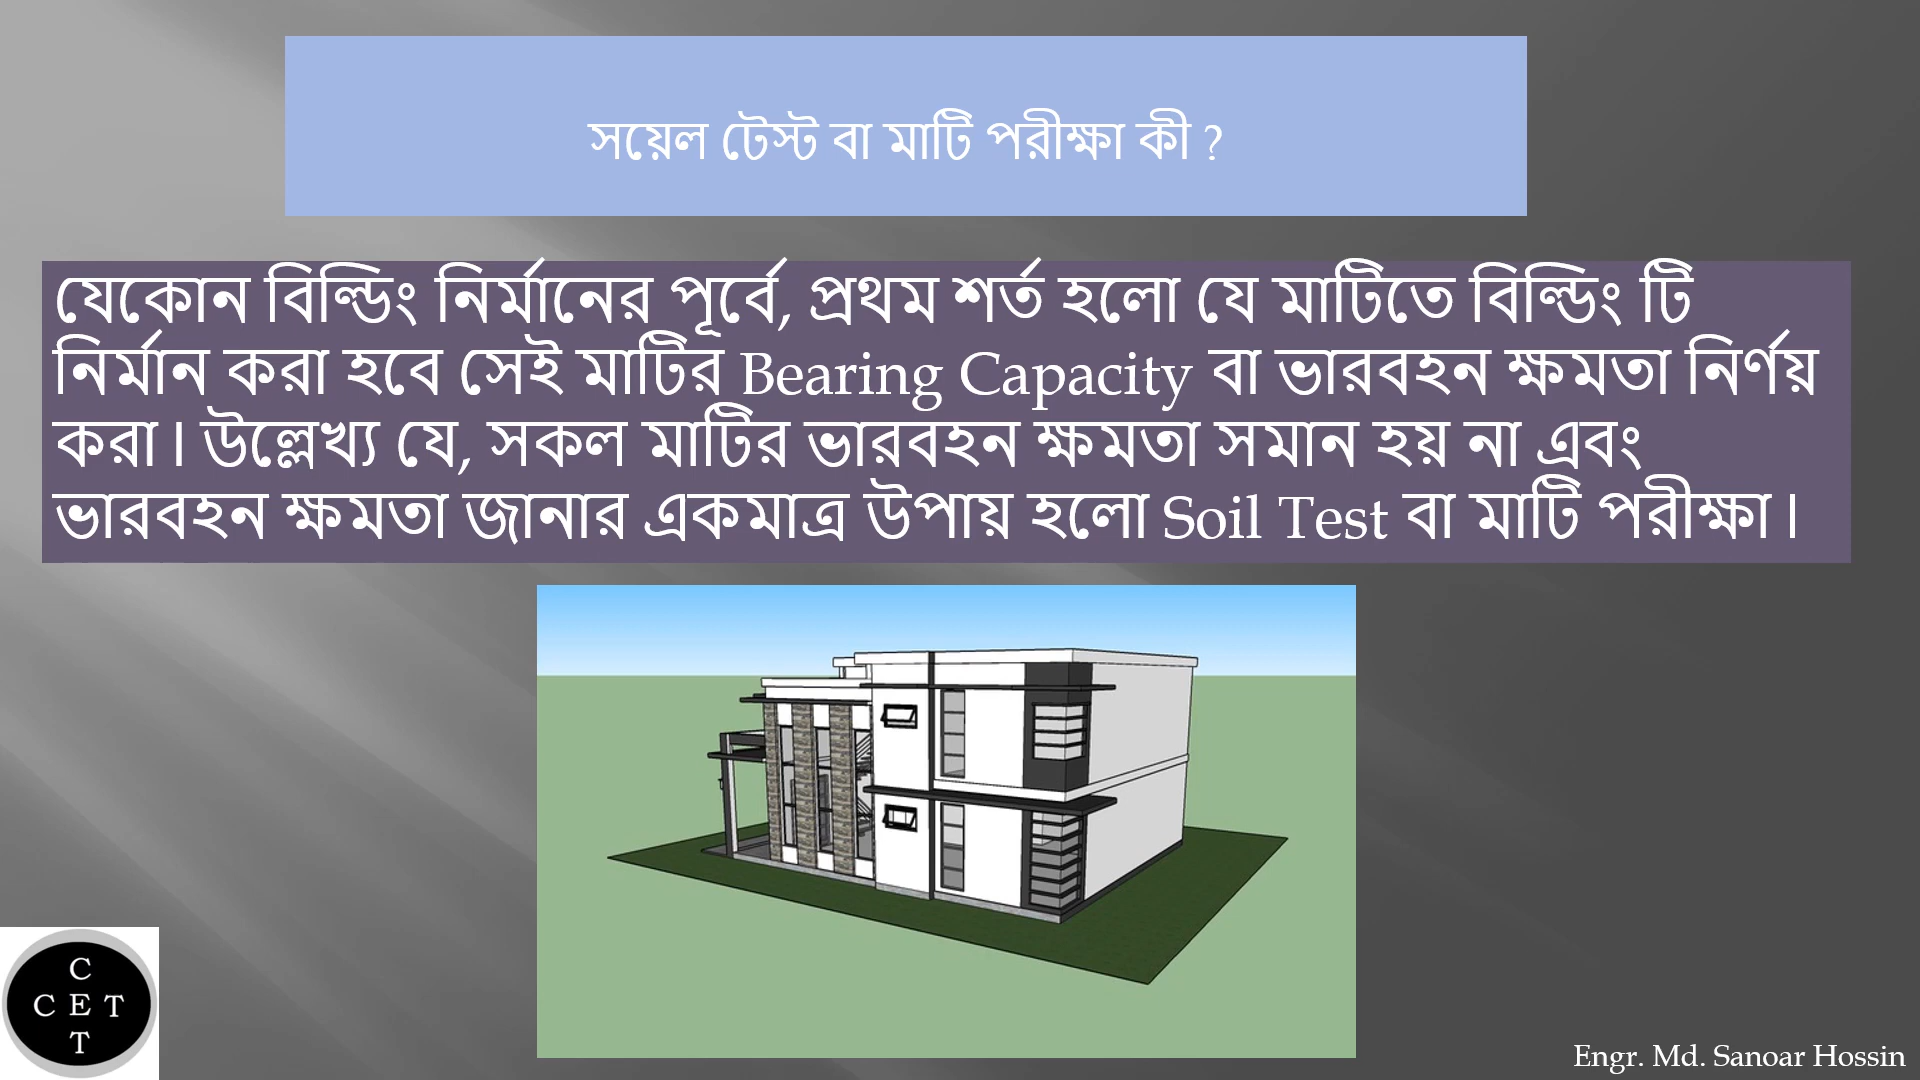 সয়েল টেস্ট বা মাটি পরীক্ষা কী ?
যেকোন বিল্ডিং নির্মানের পূর্বে, প্রথম শর্ত হলো যে মাটিতে বিল্ডিং টি
নির্মান করা হবে সেই মাটির Bearing Capacity বা ভারবহন ক্ষমতা নির্ণয়
করা। উল্লেখ্য যে, সকল মাটির ভারবহন ক্ষমতা সমান হয় না এবং
ভারবহন ক্ষমতা জানার একমাত্র উপায় হলো Soil Test বা মাটি পরীক্ষা।
C
C E T
T
Engr. Md. Sanoar Hossin